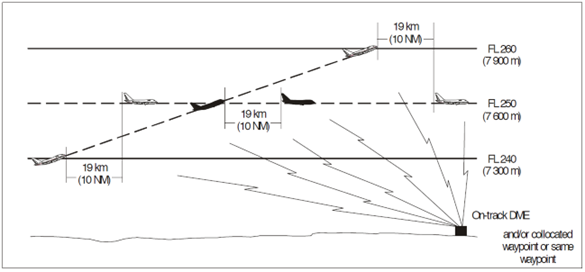 19 km
(10 NM)
FL 260
(7 900 m)
FL 250
(7 600 m)
19 km
(10 NM)
FL 240
(7 300 m)
19 km
(10 NM)
On-track DME
and/or collocated
waypoint or same
waypoint